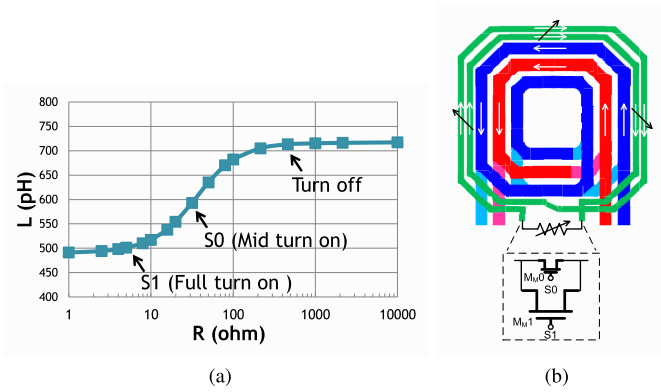 (a)
800
750
700
650
600
550
500
450
400
L (pH)
Turn off
S0 (Mid turn on)
S1 (Full turn on )
1
10
100
1000
10000
R (ohm)
(b)
MM0
S0
MM1
S1